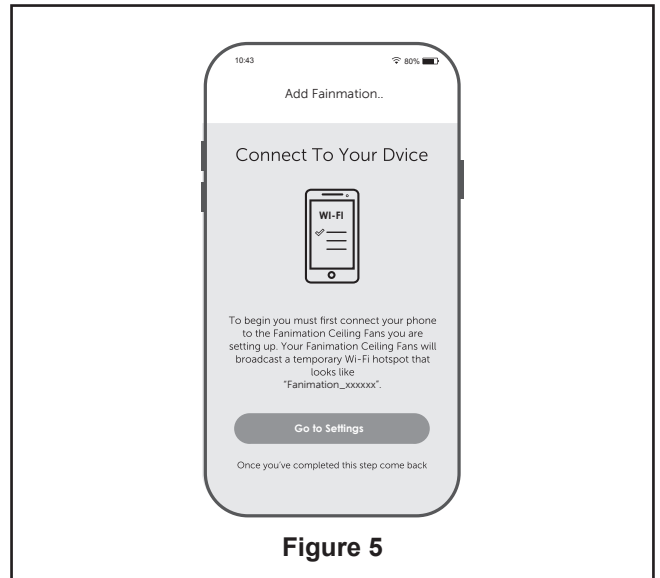 10:43 80%
Add Fainmation..
Connect To Your Dvice
WI-FI
To begin you must first connect your phone
to the Fanimation Ceiling Fans you are
setting up. Your Fanimation Ceiling Fans will
broadcast a temporary Wi-Fi hotspot that
looks like
"Fanimation_xxxxxx".
Go to Settings
Once you've completed this step come back
Figure 5